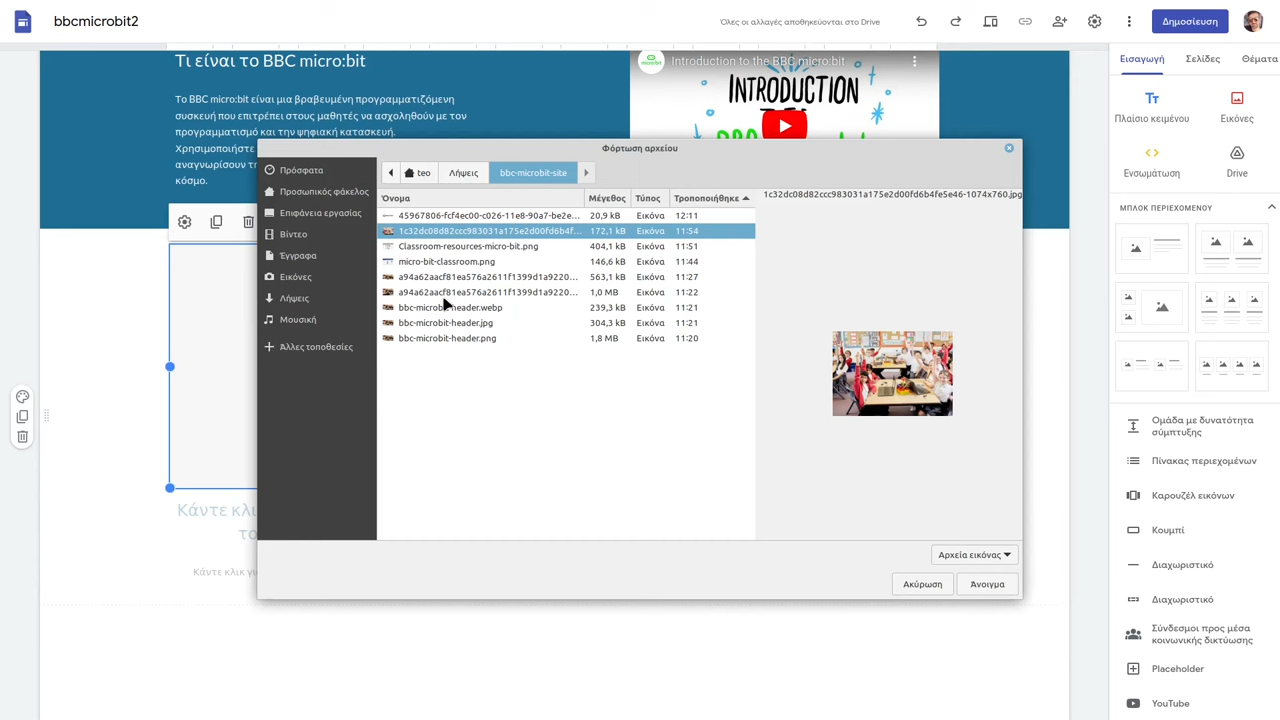 bbcmicrobit2
Όλες οι αλλαγές αποθηκεύονται στο Drive
Δημοσίευση
Τι είναι το BBC micro:bit
Το BBC micro:bit είναι μια βραβευμένη προγραμματιζόμενη
συσκευή που επιτρέπει στους μαθητές να ασχοληθούν με τον
προγραμματισμό και την ψηφιακή κατασκευή.
Χρησιμοποιήστε
αναγνωρίσουν
κόσμο.
micro:bit
Introduction to the BBC micro:bit
INTRODUCTION
TO THE
Φόρτωση αρχείου
Πρόσφατα
Προσωπικός φάκελος
Επιφάνεια εργασίας
Βίντεο
Έγγραφα
Εικόνες
Λήψεις
Μουσική
Άλλες τοποθεσίες
teo
Λήψεις
bbc-microbit-site
Όνομα Μέγεθος Τύπος Τροποποιήθηκε
45967806-fcf4ec00-c026-11e8-90a7-be2e... 20,9 kB Εικόνα 12:11
1c32dc08d82ccc983031a175e2d00fd6b4f... 172,1 kB Εικόνα 11:54
Classroom-resources-micro-bit.png 404,1 kB Εικόνα 11:51
micro-bit-classroom.png 146,6 kB Εικόνα 11:44
a94a62aacf81ea576a2611f1399d1a9220... 563,1 kB Εικόνα 11:27
a94a62aacf81ea576a2611f1399d1a9220... 1,0 MB Εικόνα 11:22
bbc-microbit-header.webp 239,3 kB Εικόνα 11:21
bbc-microbit-header.jpg 304,3 kB Εικόνα 11:21
bbc-microbit-header.png 1,8 MB Εικόνα 11:20
1c32dc08d82ccc983031a175e2d00fd6b4fe5e46-1074x760.jpg
Αρχεία εικόνας
Ακύρωση
Άνοιγμα
Κάντε κλι
το
Κάντε κλικ γι
Εισαγωγή
Σελίδες
Θέματα
Πλαίσιο κειμένου
Εικόνες
Ενσωμάτωση
Drive
ΜΠΛΟΚ ΠΕΡΙΕΧΟΜΕΝΟΥ
Ομάδα με δυνατότητα
σύμπτυξης
Πίνακας περιεχομένων
Καρουζέλ εικόνων
Κουμπί
Διαχωριστικό
Διαχωριστικό
Σύνδεσμοι προς μέσα
κοινωνικής δικτύωσης
Placeholder
YouTube